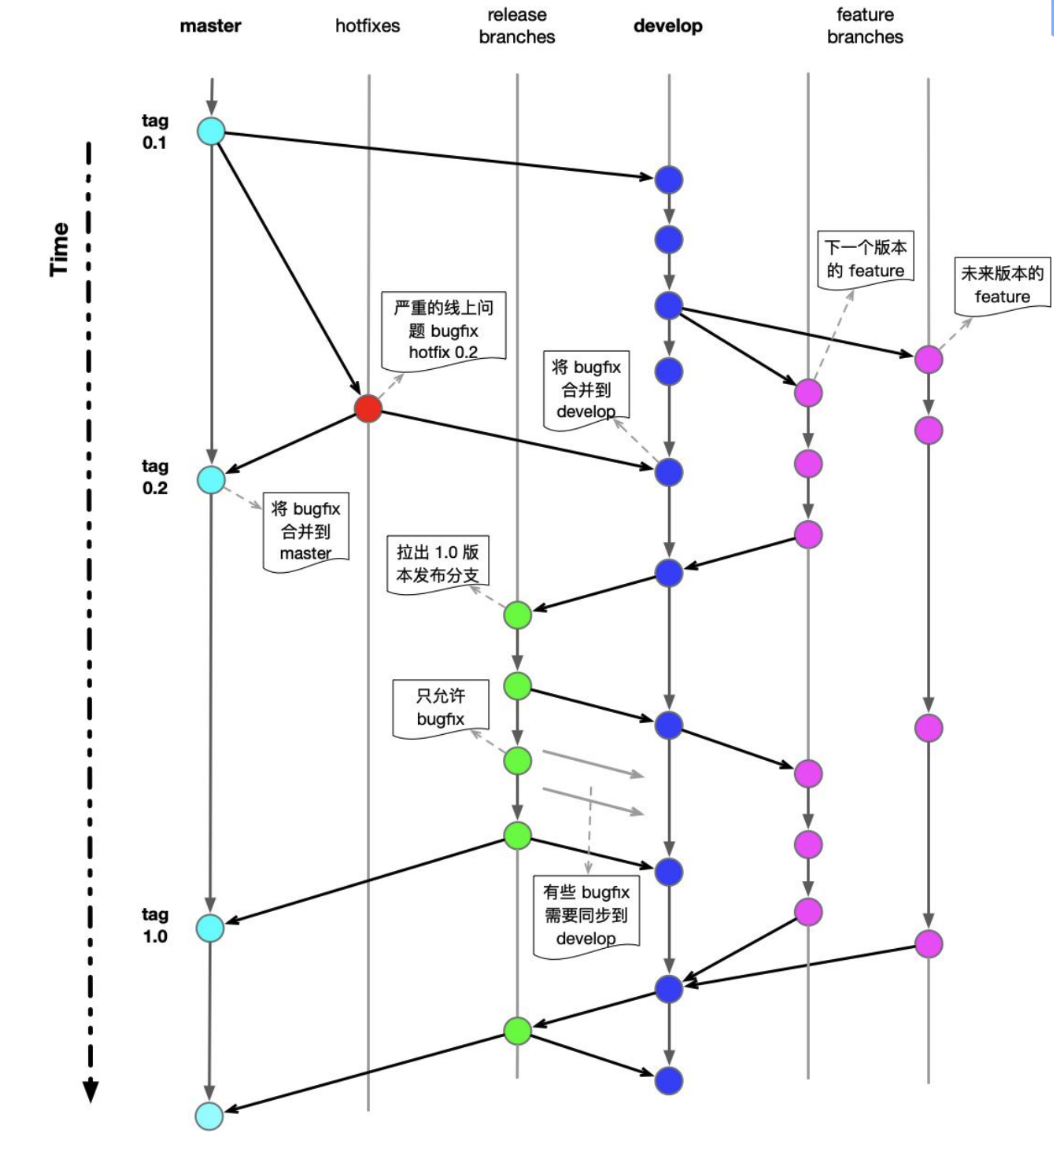 master
hotfixes
release
branches
develop
feature
branches
tag
0.1
Time
下一个版本
的 feature
未来版本的
feature
严重的线上问
题 bugfix
hotfix 0.2
将 bugfix
合并到
develop
tag
0.2
将 bugfix
合并到
master
拉出 1.0 版
本发布分支
只允许
bugfix
有些 bugfix
需要同步到
develop
tag
1.0